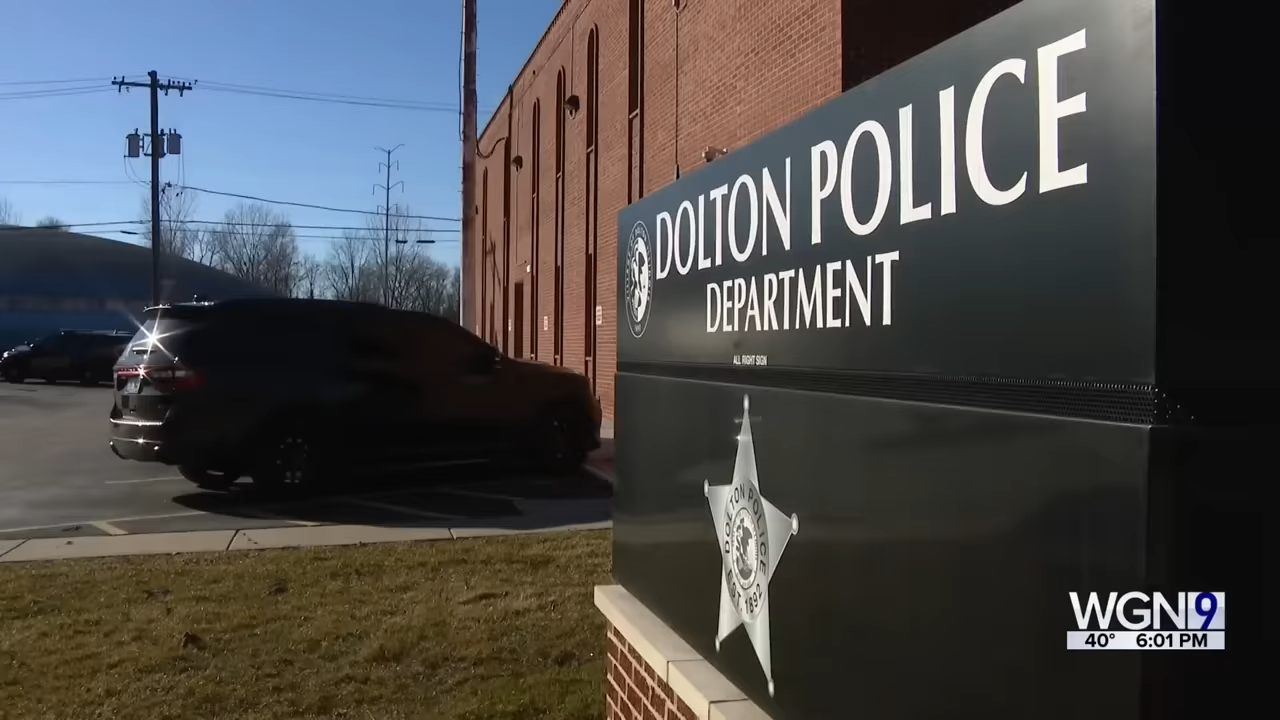 DOLTON POLICE
DEPARTMENT
ALL RIGHT SIGN
DOLTON POLICE
EST. 1892
WGN9
40° 6:01 PM